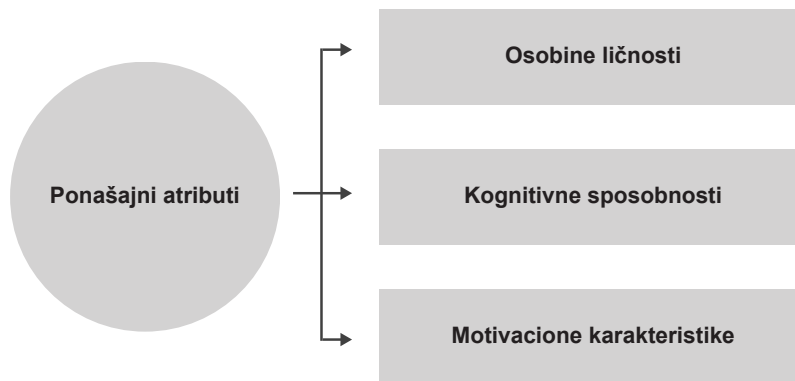 Osobine ličnosti
Ponašajni atributi
Kognitivne sposobnosti
Motivacione karakteristike